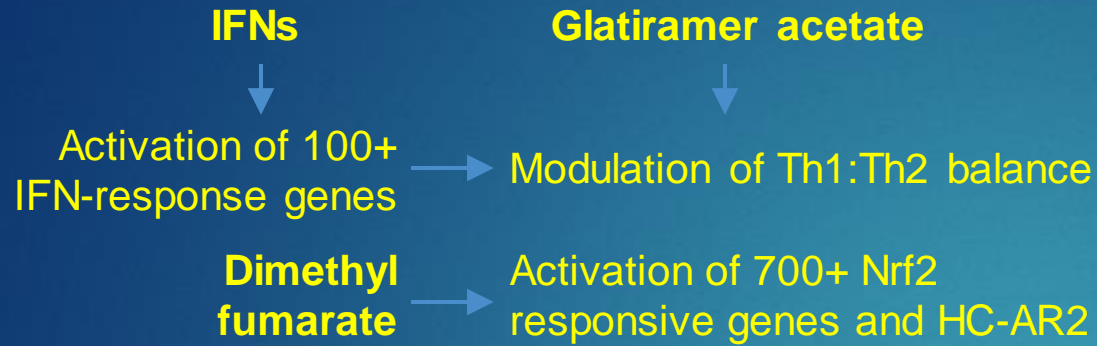 IFNs
Glatiramer acetate
Activation of 100+
IFN-response genes
Modulation of Th1:Th2 balance
Dimethyl
fumarate
Activation of 700+ Nrf2
responsive genes and HC-AR2